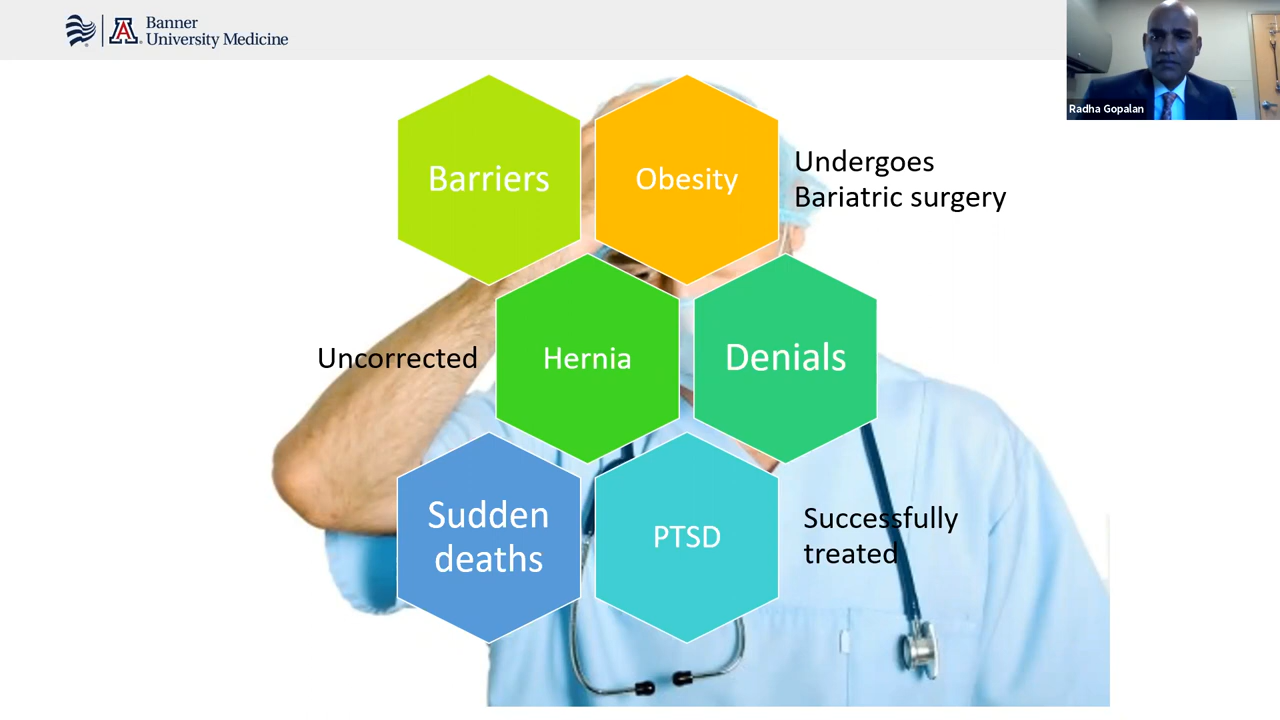 Banner
University Medicine
A
Radha Gopalan
Barriers
Obesity
Undergoes
Bariatric surgery
Uncorrected
Hernia
Denials
Sudden
deaths
PTSD
Successfully
treated